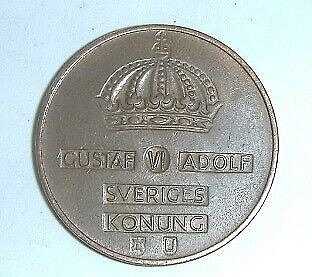 GUSTAF VI ADOLF
SVERIGES
KONUNG
U